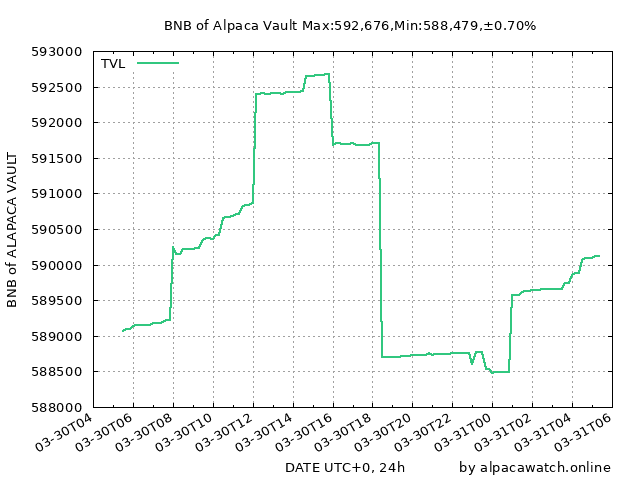 BNB of Alpaca Vault Max:592,676,Min:588,479,±0.70%
TVL
BNB of ALAPACA VAULT
593000
592500
592000
591500
591000
590500
590000
589500
589000
588500
588000
03-30T04
03-30T06
03-30T08
03-30T10
03-30T12
03-30T14
03-30T16
03-30T18
03-30T20
03-30T22
03-31T00
03-31T02
03-31T04
03-31T06
DATE UTC+0, 24h
by alpacawatch.online